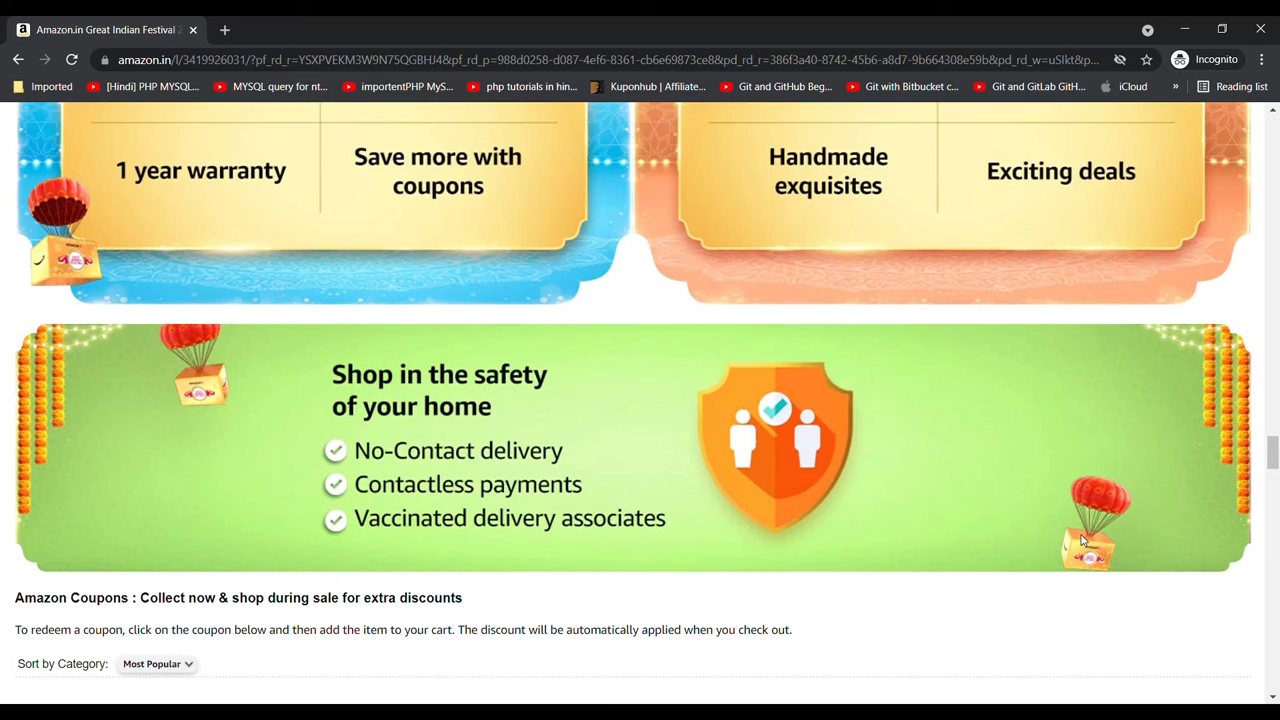 Amazon.in Great Indian Festival
amazon.in/l/3419926031/?pf_rd_r=YSXPVEKM3W9N75QGBHJ4&pf_rd_p=988d0258-d087-4ef6-8361-cb6e69873ce8&pd_rd_r=386f3a40-8742-45b6-a8d7-9b664308e59b&pd_rd_w=uSIkt&p...
Incognito
Imported
[Hindi] PHP MYSQL...
MYSQL query for nt...
importentPHP MyS...
php tutorials in hin...
Kuponhub | Affiliate...
Git and GitHub Beg...
Git with Bitbucket c...
Git and GitLab GitH...
iCloud
»
Reading list
1 year warranty
Save more with
coupons
Handmade
exquisites
Exciting deals
Shop in the safety
of your home
No-Contact delivery
Contactless payments
Vaccinated delivery associates
Amazon Coupons : Collect now & shop during sale for extra discounts
To redeem a coupon, click on the coupon below and then add the item to your cart. The discount will be automatically applied when you check out.
Sort by Category:
Most Popular